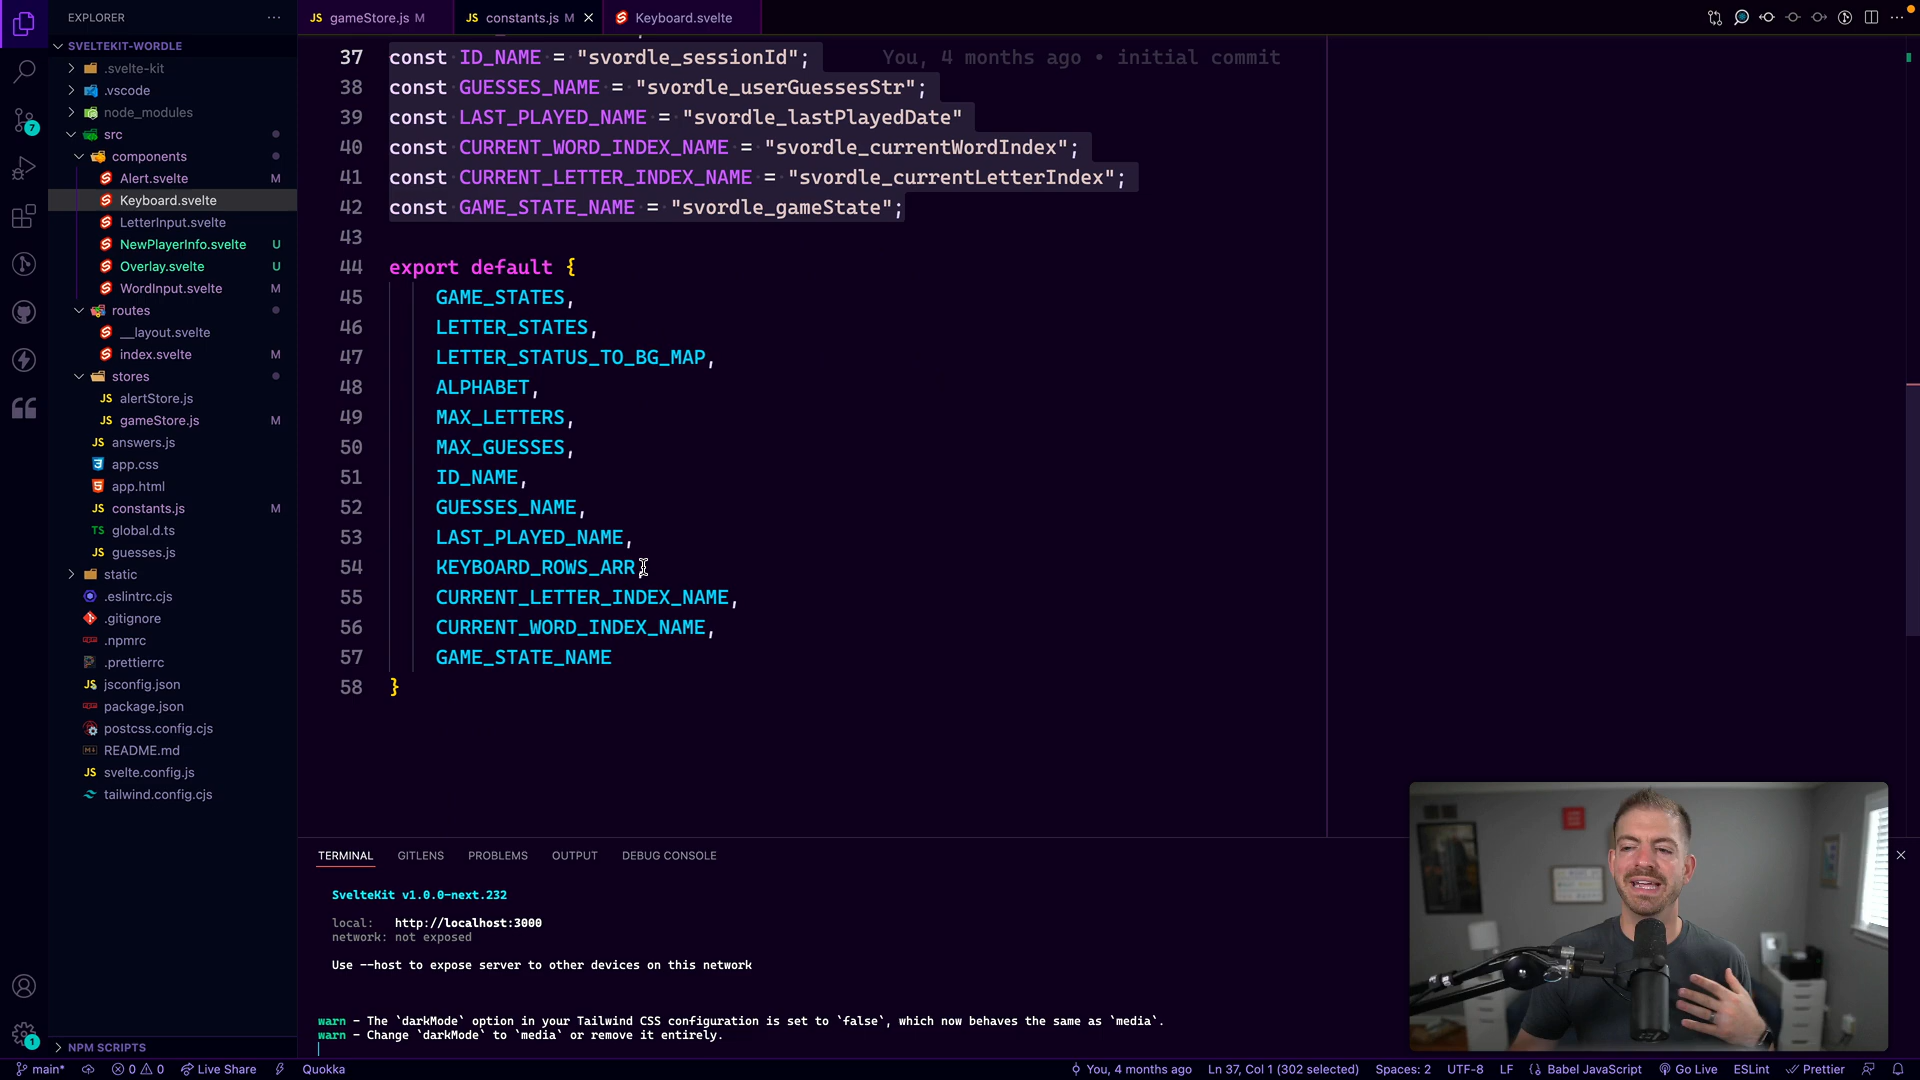 EXPLORER
gameStore.js M
constants.js M
Keyboard.svelte
SVELTEKIT-WORDLE
.svelte-kit
.vscode
node_modules
src
components
Alert.svelte M
Keyboard.svelte
LetterInput.svelte
NewPlayerInfo.svelte U
Overlay.svelte U
WordInput.svelte M
routes
__layout.svelte
index.svelte M
stores
JS alertStore.js
JS gameStore.js M
JS answers.js
app.css
app.html
JS constants.js M
TS global.d.ts
JS guesses.js
static
.eslintrc.cjs
.gitignore
.npmrc
.prettierrc
jsconfig.json
package.json
postcss.config.cjs
README.md
JS svelte.config.js
tailwind.config.cjs
NPM SCRIPTS
7
1
37 const ID_NAME = "svordle_sessionId"; You, 4 months ago • initial commit
38 const GUESSES_NAME = "svordle_userGuessesStr";
39 const LAST_PLAYED_NAME = "svordle_lastPlayedDate"
40 const CURRENT_WORD_INDEX_NAME = "svordle_currentWordIndex";
41 const CURRENT_LETTER_INDEX_NAME = "svordle_currentLetterIndex";
42 const GAME_STATE_NAME = "svordle_gameState";
43
44 export default {
45 GAME_STATES,
46 LETTER_STATES,
47 LETTER_STATUS_TO_BG_MAP,
48 ALPHABET,
49 MAX_LETTERS,
50 MAX_GUESSES,
51 ID_NAME,
52 GUESSES_NAME,
53 LAST_PLAYED_NAME,
54 KEYBOARD_ROWS_ARR,
55 CURRENT_LETTER_INDEX_NAME,
56 CURRENT_WORD_INDEX_NAME,
57 GAME_STATE_NAME
58 }
TERMINAL GITLENS PROBLEMS OUTPUT DEBUG CONSOLE
SvelteKit v1.0.0-next.232
local: http://localhost:3000
network: not exposed
Use --host to expose server to other devices on this network
warn - The `darkMode` option in your Tailwind CSS configuration is set to `false`, which now behaves the same as `media`.
warn - Change `darkMode` to `media` or remove it entirely.
main* 0 0 Live Share Quokka You, 4 months ago Ln 37, Col 1 (302 selected) Spaces: 2 UTF-8 LF Babel JavaScript Go Live ESLint Prettier